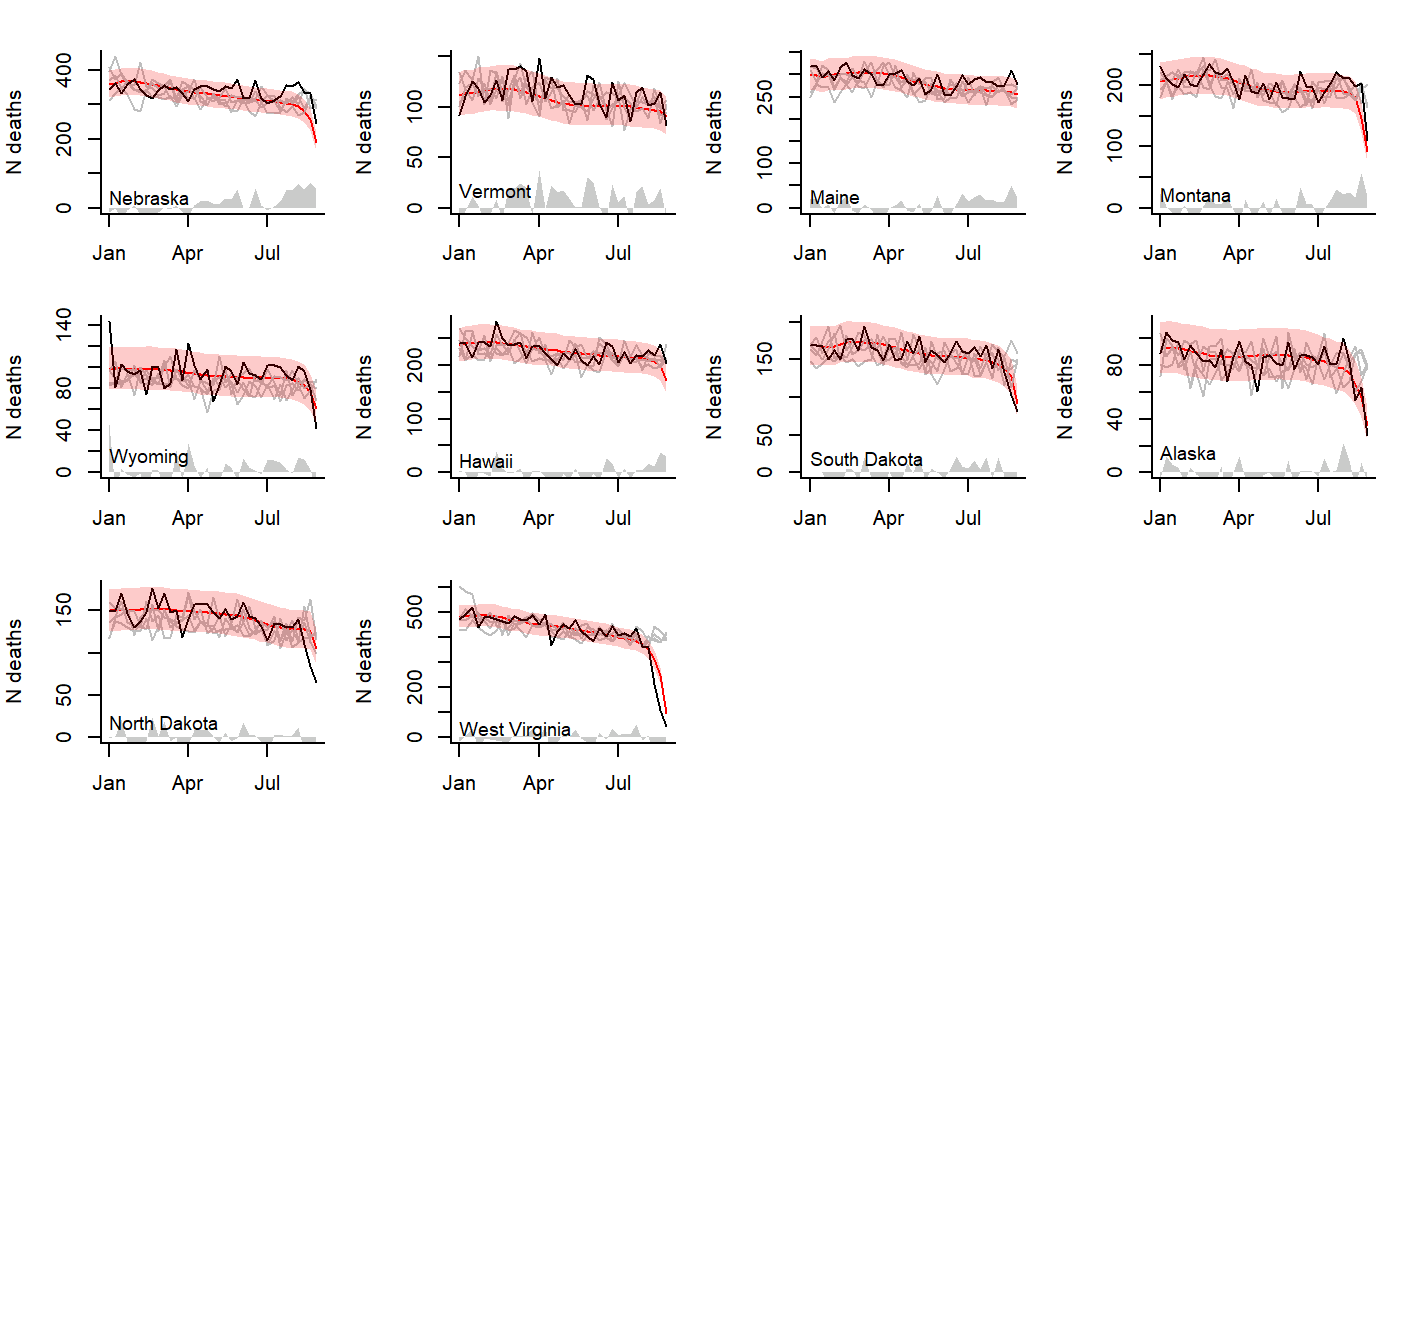 N deaths
0
200
400
Nebraska
Jan Apr Jul
N deaths
0
50
100
Vermont
Jan Apr Jul
N deaths
0
100
250
Maine
Jan Apr Jul
N deaths
0
100
200
Montana
Jan Apr Jul
N deaths
0
40
80
140
Wyoming
Jan Apr Jul
N deaths
0
100
200
Hawaii
Jan Apr Jul
N deaths
0
50
150
South Dakota
Jan Apr Jul
N deaths
0
40
80
Alaska
Jan Apr Jul
N deaths
0
50
150
North Dakota
Jan Apr Jul
N deaths
0
200
500
West Virginia
Jan Apr Jul